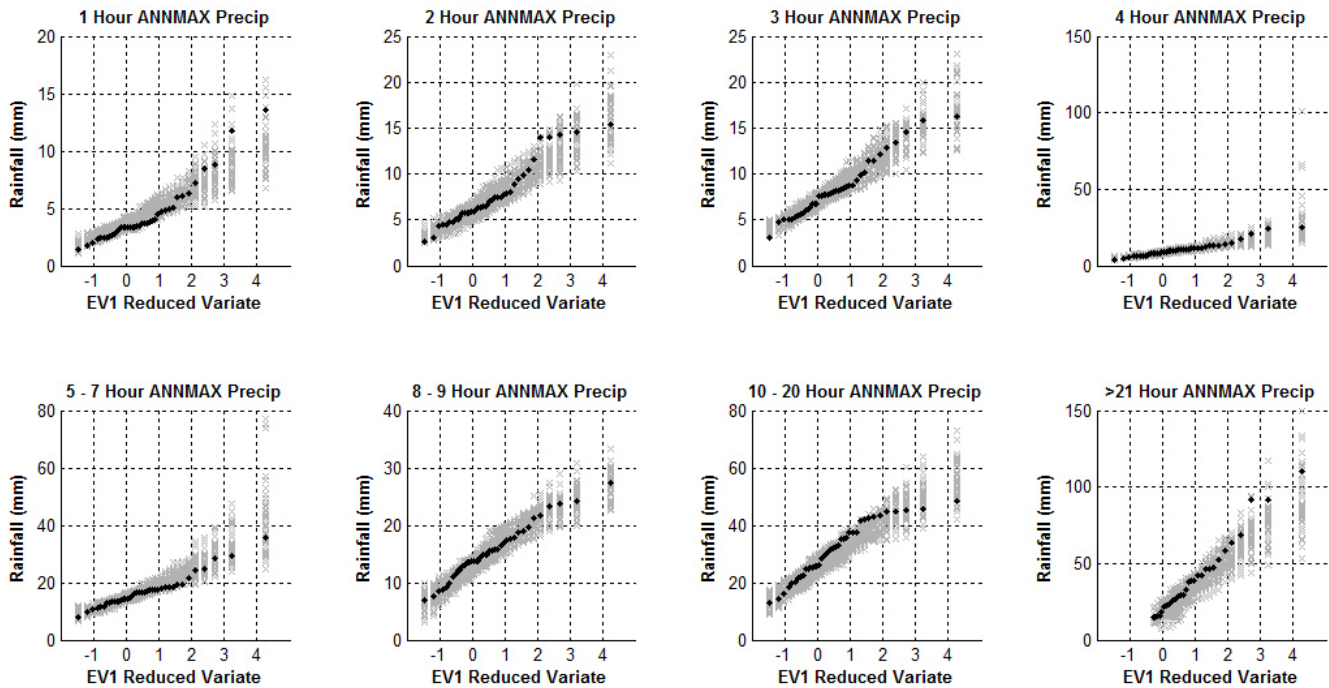 1 Hour ANNMAX Precip
20
15
10
5
0
Rainfall (mm)
-1 0 1 2 3 4
EV1 Reduced Variate
2 Hour ANNMAX Precip
25
20
15
10
5
0
Rainfall (mm)
-1 0 1 2 3 4
EV1 Reduced Variate
3 Hour ANNMAX Precip
25
20
15
10
5
0
Rainfall (mm)
-1 0 1 2 3 4
EV1 Reduced Variate
4 Hour ANNMAX Precip
150
100
50
0
Rainfall (mm)
-1 0 1 2 3 4
EV1 Reduced Variate
5 - 7 Hour ANNMAX Precip
80
60
40
20
0
Rainfall (mm)
-1 0 1 2 3 4
EV1 Reduced Variate
8 - 9 Hour ANNMAX Precip
40
30
20
10
0
Rainfall (mm)
-1 0 1 2 3 4
EV1 Reduced Variate
10 - 20 Hour ANNMAX Precip
80
60
40
20
0
Rainfall (mm)
-1 0 1 2 3 4
EV1 Reduced Variate
>21 Hour ANNMAX Precip
150
100
50
0
Rainfall (mm)
-1 0 1 2 3 4
EV1 Reduced Variate